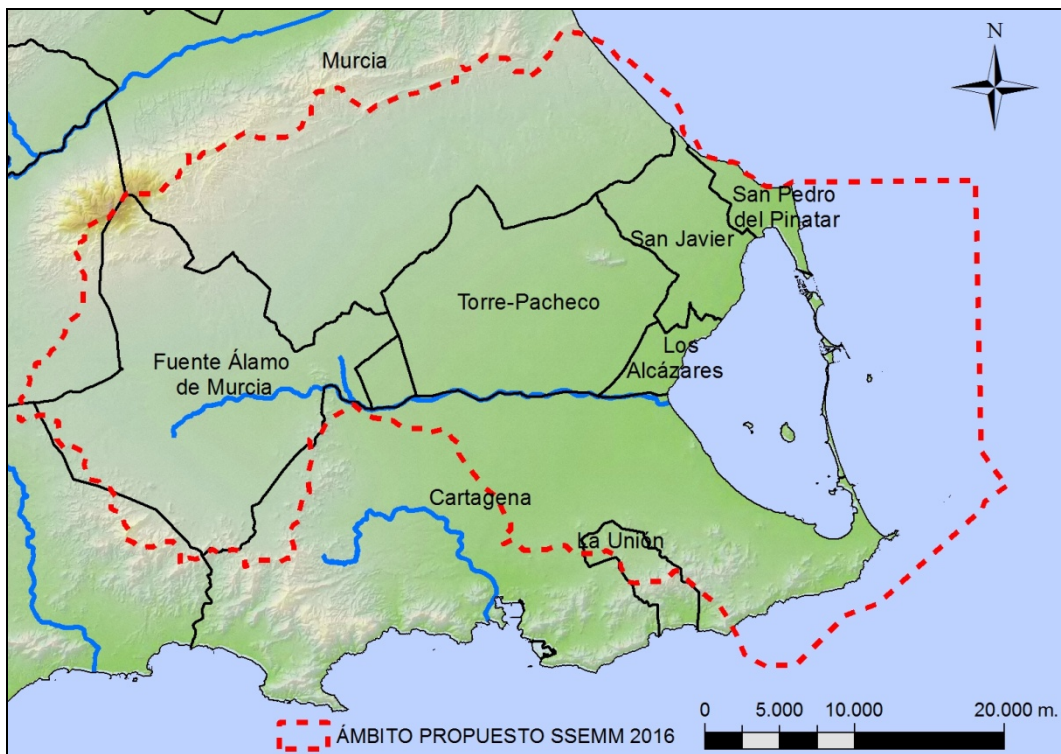 N
Murcia
San Pedro
del Pinatar
San Javier
Torre-Pacheco
Los
Alcázares
Fuente Álamo
de Murcia
Cartagena
La Unión
ÁMBITO PROPUESTO SSEMM 2016
0 5.000 10.000 20.000 m.